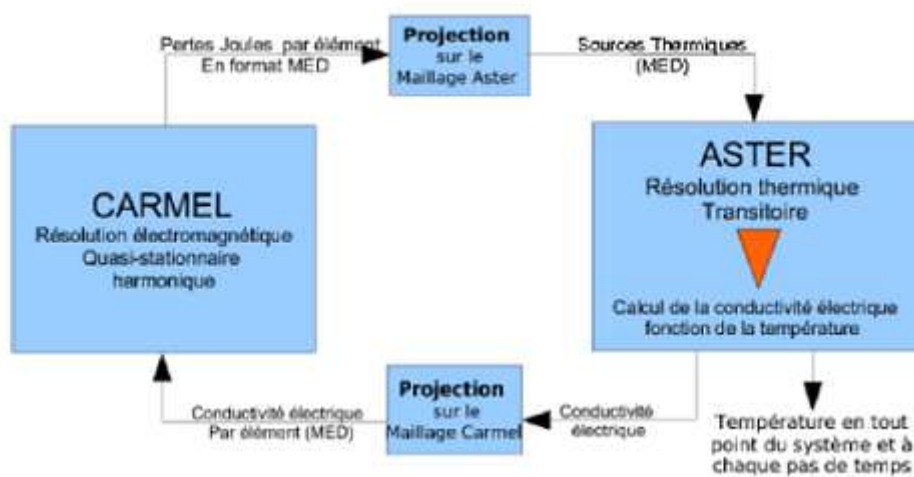 Pertes Joules par élément
En format MED
Projection
sur le
Maillage Aster
Sources Thermiques
(MED)
CARMEL
Résolution électromagnétique
Quasi-stationnaire
harmonique
ASTER
Résolution thermique
Transitoire
Calcul de la conductivité électrique
fonction de la température
Conductivité électrique
Par élément (MED)
Projection
sur le
Maillage Carmel
Conductivité
électrique
Température en tout
point du système et à
chaque pas de temps